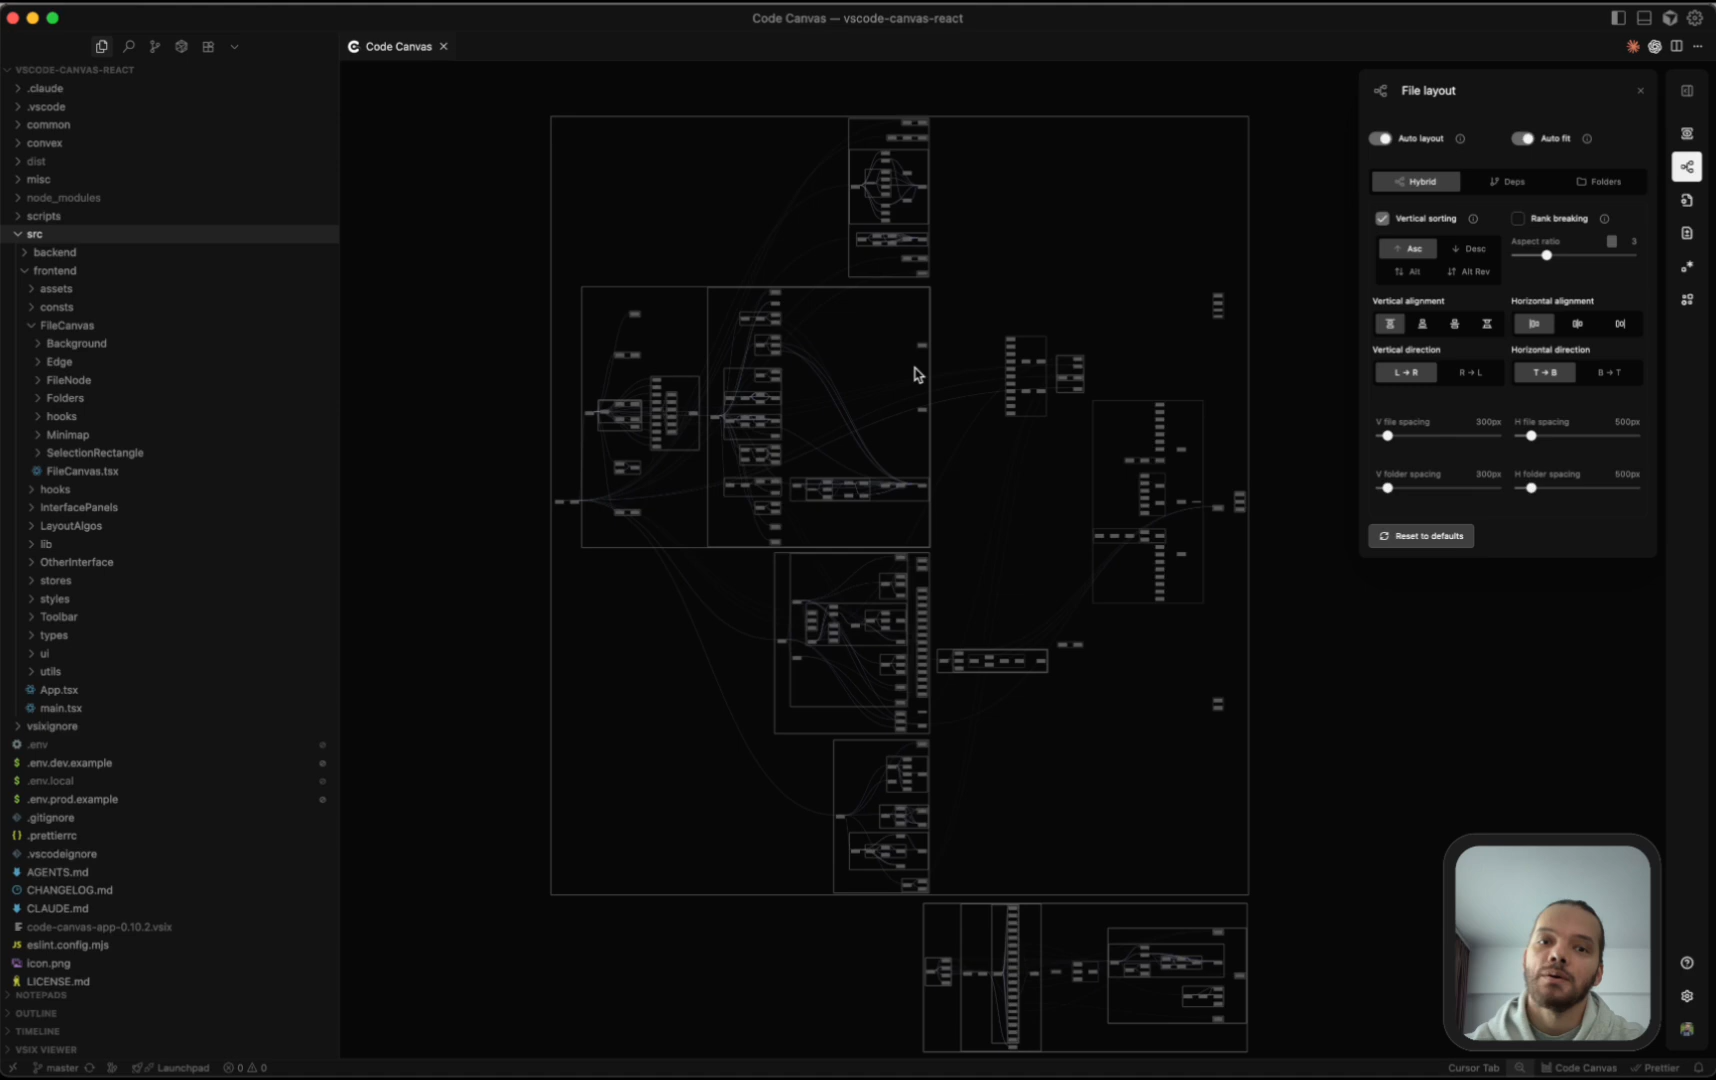 Code Canvas — vscode-canvas-react
Code Canvas
VSCODE-CANVAS-REACT
.claude
.vscode
common
convex
dist
misc
node_modules
scripts
src
backend
frontend
assets
consts
FileCanvas
Background
Edge
FileNode
Folders
hooks
Minimap
SelectionRectangle
FileCanvas.tsx
hooks
InterfacePanels
LayoutAlgos
lib
OtherInterface
stores
styles
Toolbar
types
ui
utils
App.tsx
main.tsx
vsixignore
.env
.env.dev.example
.env.local
.env.prod.example
.gitignore
.prettierrc
.vscodeignore
AGENTS.md
CHANGELOG.md
CLAUDE.md
code-canvas-app-0.10.2.vsix
eslint.config.mjs
icon.png
LICENSE.md
NOTEPADS
OUTLINE
TIMELINE
VSIX VIEWER
File layout
Auto layout Auto fit
Hybrid Deps Folders
Vertical sorting Rank breaking
Asc Desc Aspect ratio 3
Alt Alt Rev
Vertical alignment Horizontal alignment
Vertical direction Horizontal direction
L → R R → L T → B B → T
V file spacing 300px H file spacing 500px
V folder spacing 300px H folder spacing 500px
Reset to defaults
master Launchpad 0 0 Cursor Tab Code Canvas Prettier